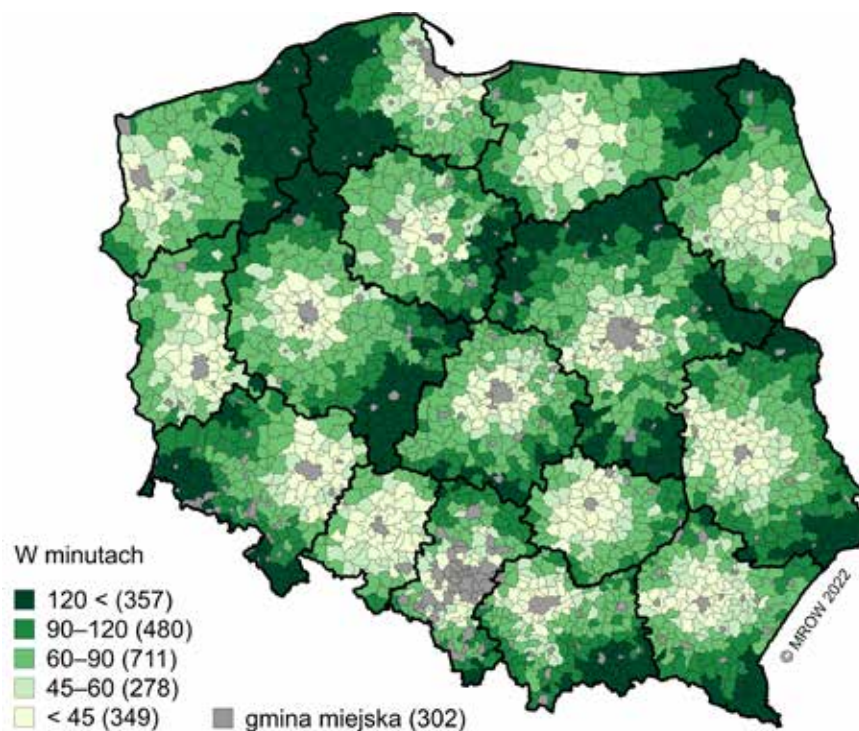 W minutach
120 < (357)
90–120 (480)
60–90 (711)
45–60 (278)
< 45 (349)
gmina miejska (302)
© MROW 2022